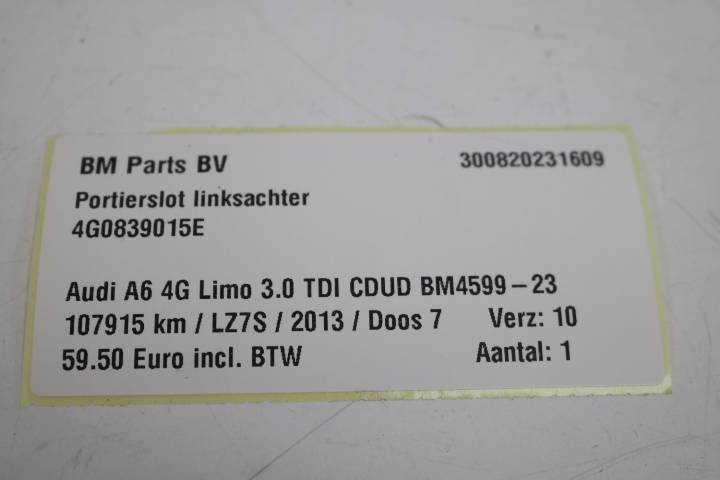 BM Parts BV 300820231609
Portierslot linksachter
4G0839015E
Audi A6 4G Limo 3.0 TDI CDUD BM4599-23
107915 km / LZ7S / 2013 / Doos 7 Verz: 10
59.50 Euro incl. BTW Aantal: 1